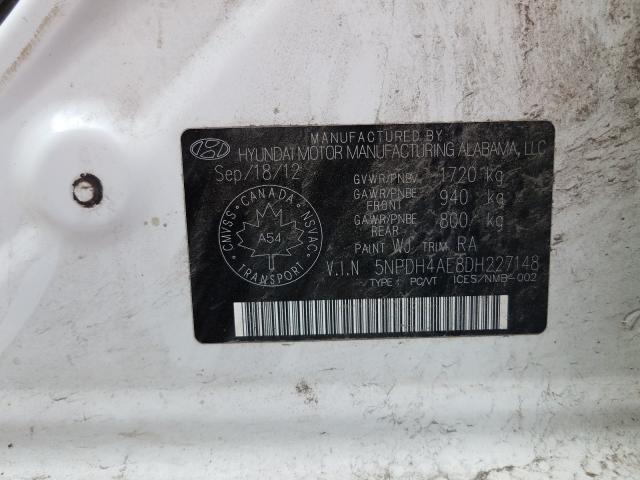 MANUFACTURED BY
HYUNDAI MOTOR MANUFACTURING ALABAMA, LLC
Sep/18/12
GVWR/PNBV 1720 kg
GAWR/PNBE FRONT 940 kg
GAWR/PNBE REAR 860 kg
CANADA
CMVSS NSVAC
A54
TRANSPORT
PAINT WJ TRIM RA
V.I.N 5NPDH4AE8DH227148
/TYPE : PC/VT ICES/NMB-002